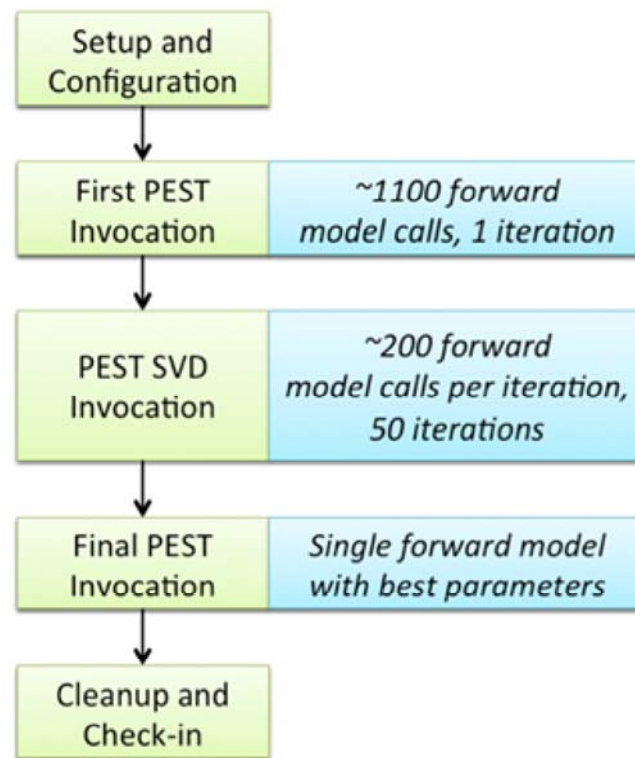 Setup and
Configuration
First PEST
Invocation
~1100 forward
model calls, 1 iteration
PEST SVD
Invocation
~200 forward
model calls per iteration,
50 iterations
Final PEST
Invocation
Single forward model
with best parameters
Cleanup and
Check-in